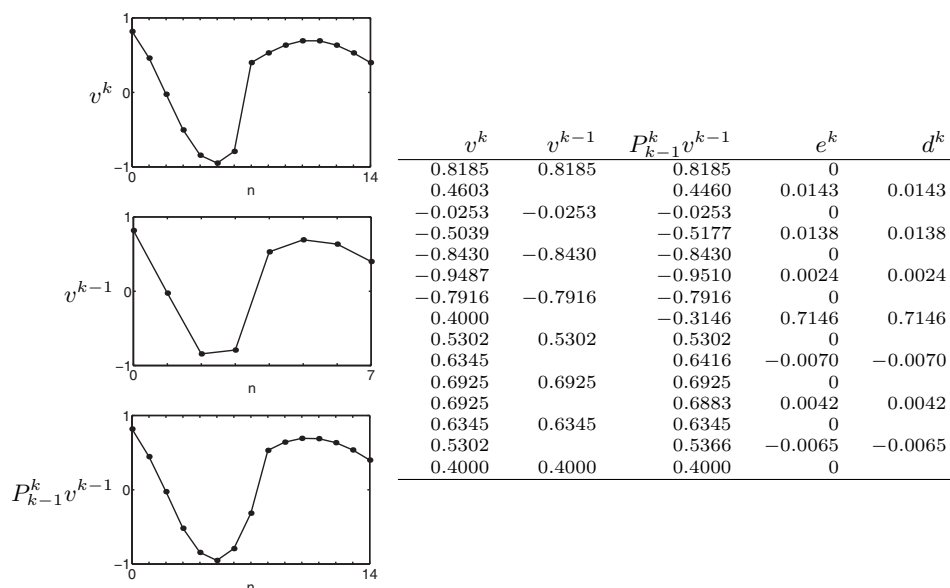 1
v^k
0
-1
0
n
14
1
v^{k-1}
0
-1
0
n
7
1
P_{k-1}^k v^{k-1}
0
-1
0
n
14
v^k v^{k-1} P_{k-1}^k v^{k-1} e^k d^k
0.8185 0.8185 0.8185 0
0.4603 0.4460 0.0143 0.0143
−0.0253 −0.0253 −0.0253 0
−0.5039 −0.5177 0.0138 0.0138
−0.8430 −0.8430 −0.8430 0
−0.9487 −0.9510 0.0024 0.0024
−0.7916 −0.7916 −0.7916 0
0.4000 −0.3146 0.7146 0.7146
0.5302 0.5302 0.5302 0
0.6345 0.6416 −0.0070 −0.0070
0.6925 0.6925 0.6925 0
0.6925 0.6883 0.0042 0.0042
0.6345 0.6345 0.6345 0
0.5302 0.5366 −0.0065 −0.0065
0.4000 0.4000 0.4000 0